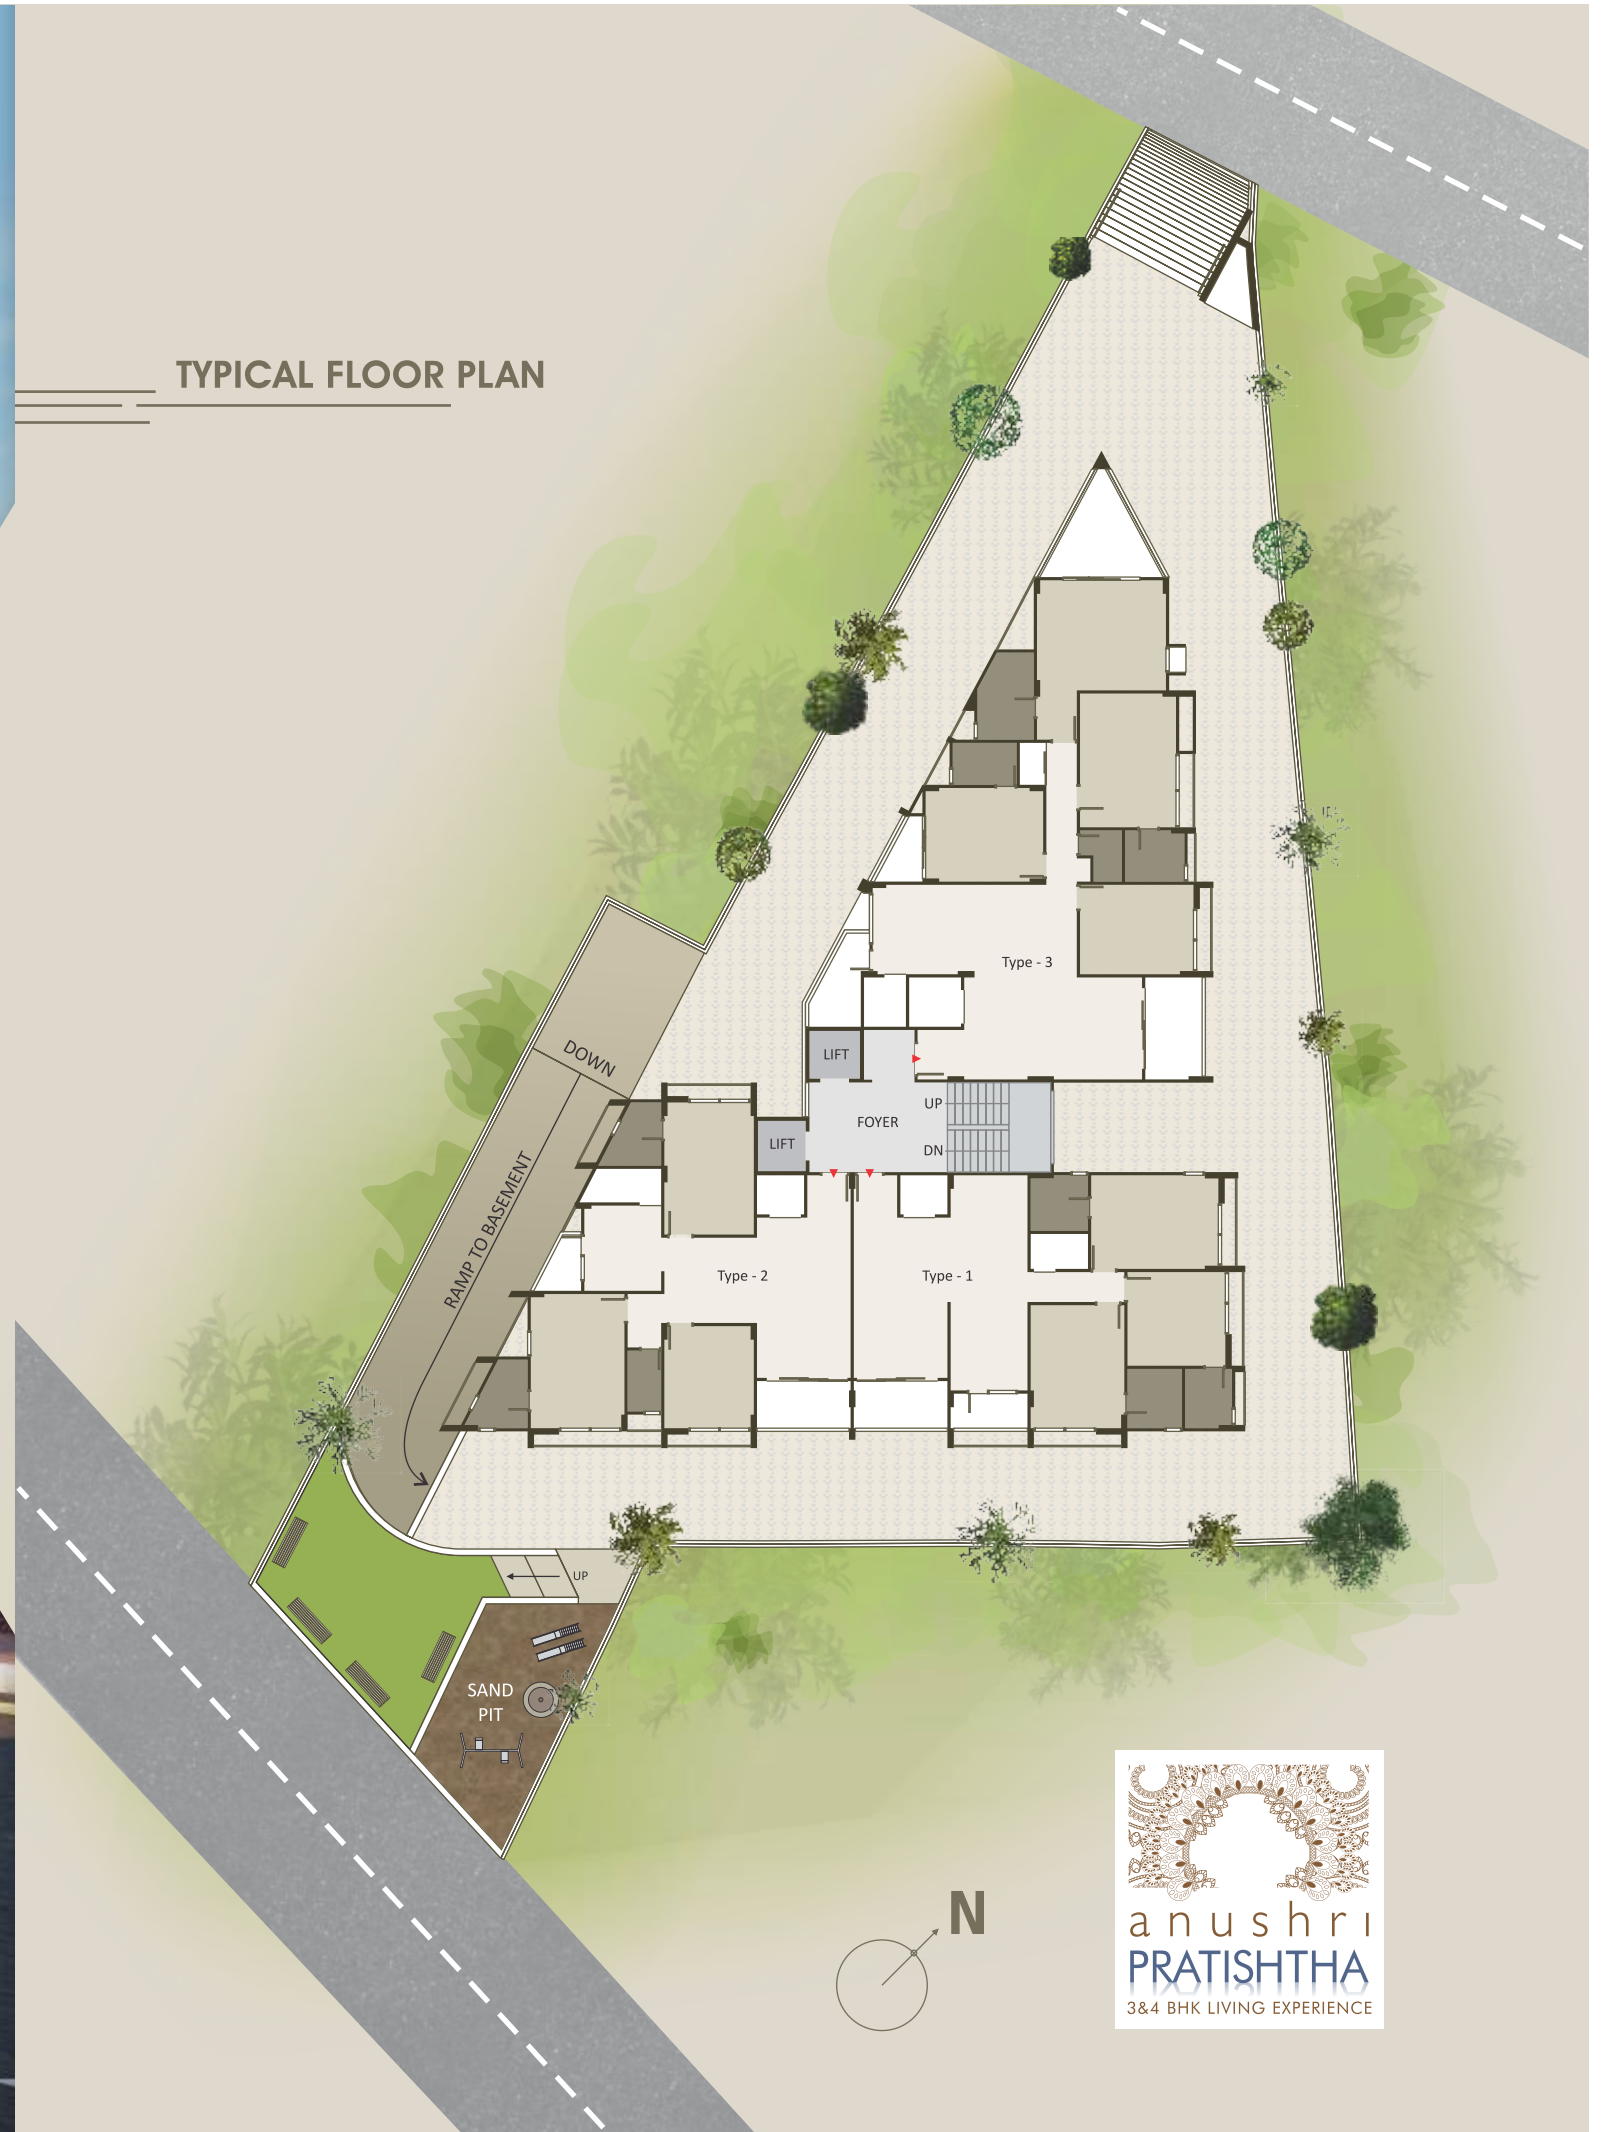 TYPICAL FLOOR PLAN
DOWN
RAMP TO BASEMENT
Type - 3
LIFT
UP
FOYER
LIFT
DN
Type - 2
Type - 1
UP
SAND
PIT
N
anushri
PRATISHTHA
3&4 BHK LIVING EXPERIENCE